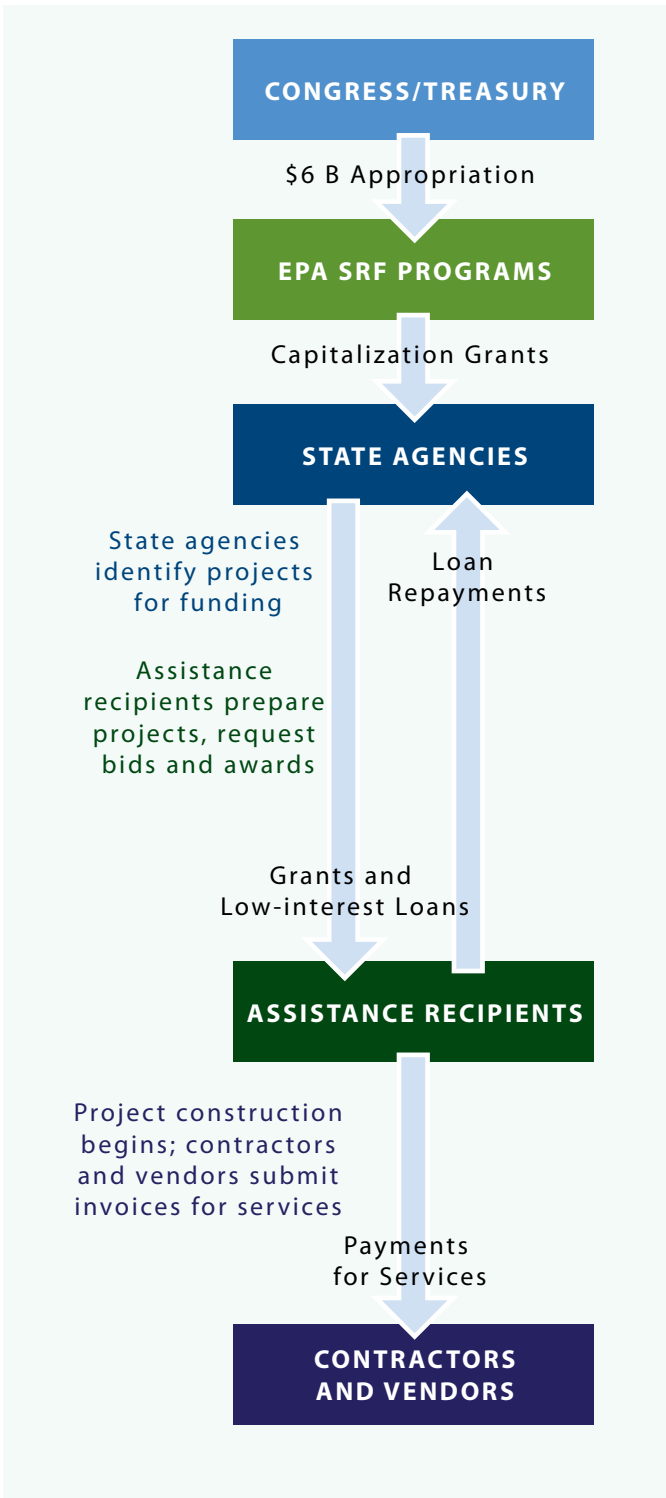 CONGRESS/TREASURY
$6 B Appropriation
EPA SRF PROGRAMS
Capitalization Grants
STATE AGENCIES
State agencies
identify projects
for funding
Loan
Repayments
Assistance
recipients prepare
projects, request
bids and awards
Grants and
Low-interest Loans
ASSISTANCE RECIPIENTS
Project construction
begins; contractors
and vendors submit
invoices for services
Payments
for Services
CONTRACTORS
AND VENDORS